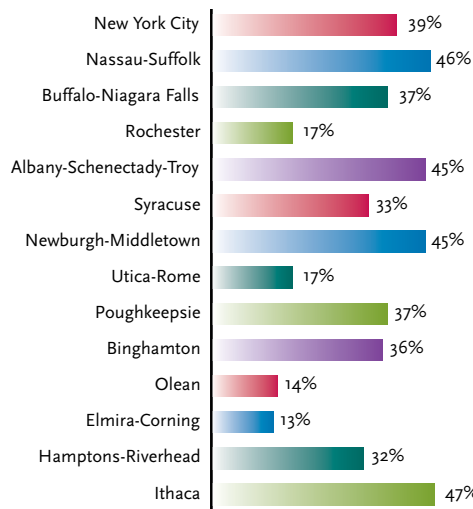 New York City 39%
Nassau-Suffolk 46%
Buffalo-Niagara Falls 37%
Rochester 17%
Albany-Schenectady-Troy 45%
Syracuse 33%
Newburgh-Middletown 45%
Utica-Rome 17%
Poughkeepsie 37%
Binghamton 36%
Olean 14%
Elmira-Corning 13%
Hamptons-Riverhead 32%
Ithaca 47%